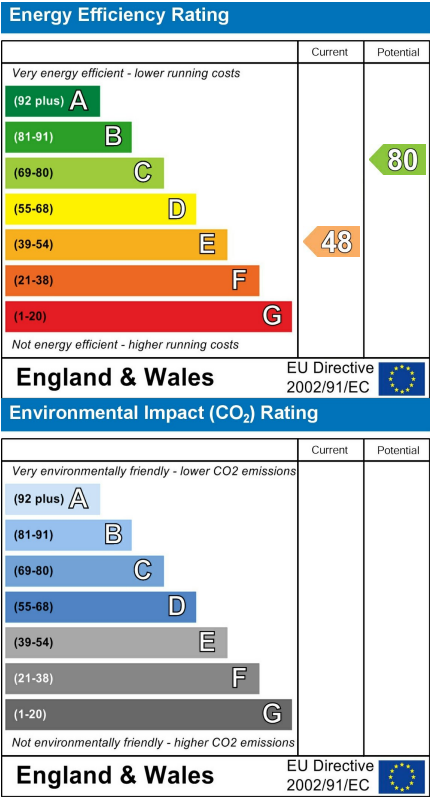 Energy Efficiency Rating
Current Potential
Very energy efficient - lower running costs
(92 plus) A
(81-91) B
(69-80) C
80
(55-68) D
(39-54) E
48
(21-38) F
(1-20) G
Not energy efficient - higher running costs
England & Wales
EU Directive
2002/91/EC
Environmental Impact (CO₂) Rating
Current Potential
Very environmentally friendly - lower CO2 emissions
(92 plus) A
(81-91) B
(69-80) C
(55-68) D
(39-54) E
(21-38) F
(1-20) G
Not environmentally friendly - higher CO2 emissions
England & Wales
EU Directive
2002/91/EC